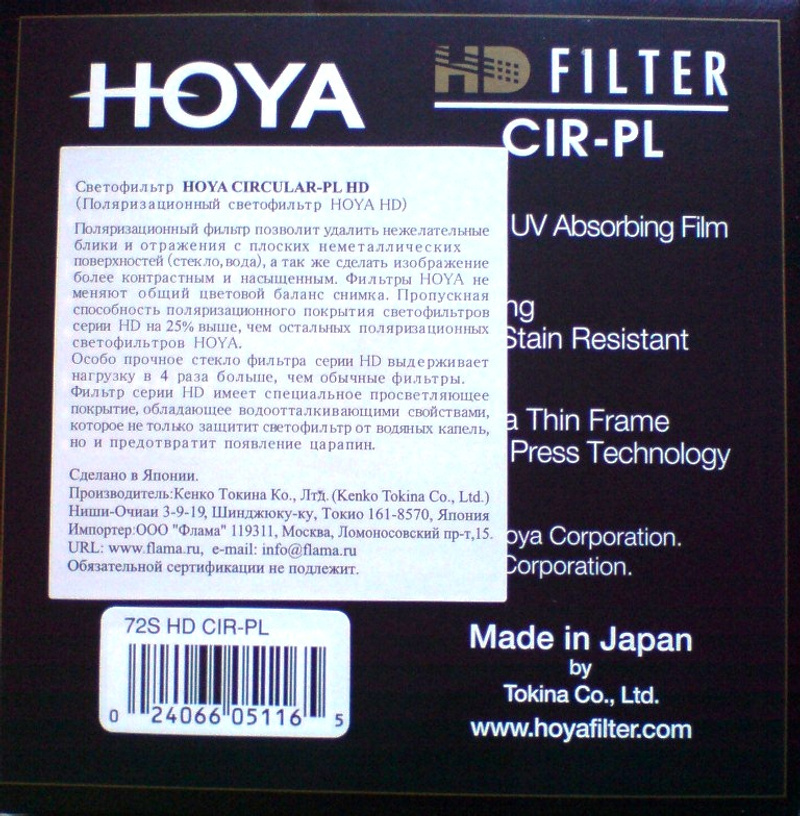 HOYA
HD FILTER
CIR-PL
Светофильтр HOYA CIRCULAR-PL HD
(Поляризационный светофильтр HOYA HD)
Поляризационный фильтр позволит удалить нежелательные
блики и отражения с плоских неметаллических
поверхностей (стекло, вода), а так же сделать изображение
более контрастным и насыщенным. Фильтры HOYA не
меняют общий цветовой баланс снимка. Пропускная
способность поляризационного покрытия светофильтров
серии HD на 25% выше, чем остальных поляризационных
светофильтров HOYA.
Особо прочное стекло фильтра серии HD выдерживает
нагрузку в 4 раза больше, чем обычные фильтры.
Фильтр серии HD имеет специальное просветляющее
покрытие, обладающее водоотталкивающими свойствами,
которое не только защитит светофильтр от водяных капель,
но и предотвратит появление царапин.
Сделано в Японии.
Производитель:Кенко Токина Ко., Лтд. (Kenko Tokina Co., Ltd.)
Ниши-Очиаи 3-9-19, Шинджюку-ку, Токио 161-8570, Япония
Импортер:ООО "Флама" 119311, Москва, Ломоносовский пр-т,15.
URL: www.flama.ru, e-mail: info@flama.ru
Обязательной сертификации не подлежит.
UV Absorbing Film
ng
Stain Resistant
a Thin Frame
Press Technology
oya Corporation.
Corporation.
72S HD CIR-PL
0 24066 05116 5
Made in Japan
by
Tokina Co., Ltd.
www.hoyafilter.com